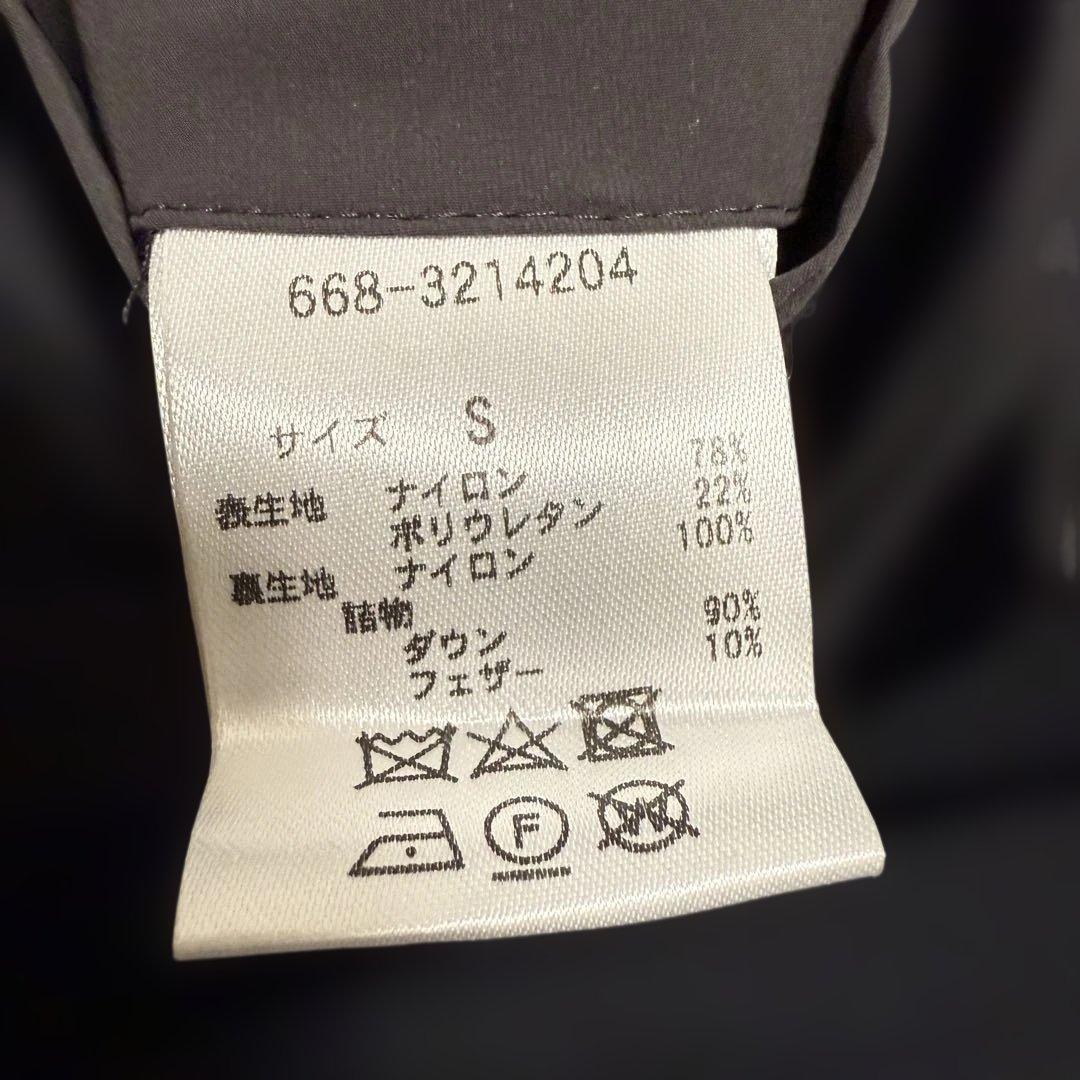 668-3214204
サイズ S
表生地 ナイロン 78%
ポリウレタン 22%
裏生地 ナイロン 100%
詰物
ダウン 90%
フェザー 10%
F
W